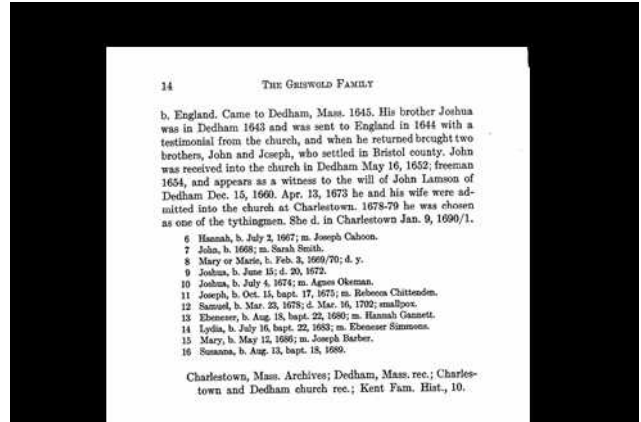 14 THE GRISWOLD FAMILY
b. England. Came to Dedham, Mass. 1645. His brother Joshua
was in Dedham 1643 and was sent to England in 1644 with a
testimonial from the church, and when he returned brought two
brothers, John and Joseph, who settled in Bristol county. John
was received into the church in Dedham May 16, 1652; freeman
1654, and appears as a witness to the will of John Lamson of
Dedham Dec. 15, 1660. Apr. 13, 1673 he and his wife were ad-
mitted into the church at Charlestown. 1678-79 he was chosen
as one of the tythingmen. She d. in Charlestown Jan. 9, 1690/1.
6 Hannah, b. July 2, 1667; m. Joseph Cahoon.
7 John, b. 1668; m. Sarah Smith.
8 Mary or Marie, b. Feb. 3, 1669/70; d. y.
9 Joshua, b. June 15; d. 20, 1672.
10 Joshua, b. July 4, 1674; m. Agnes Okeman.
11 Joseph, b. Oct. 15, bapt. 17, 1675; m. Rebecca Chittenden.
12 Samuel, b. Mar. 23, 1678; d. Mar. 16, 1702; smallpox.
13 Ebeneser, b. Aug. 18, bapt. 22, 1680; m. Hannah Gannett.
14 Lydia, b. July 16, bapt. 22, 1683; m. Ebeneser Simmons.
15 Mary, b. May 12, 1686; m. Joseph Barber.
16 Susanna, b. Aug. 13, bapt. 18, 1689.
Charlestown, Mass. Archives; Dedham, Mass. rec.; Charles-
town and Dedham church rec.; Kent Fam. Hist., 10.